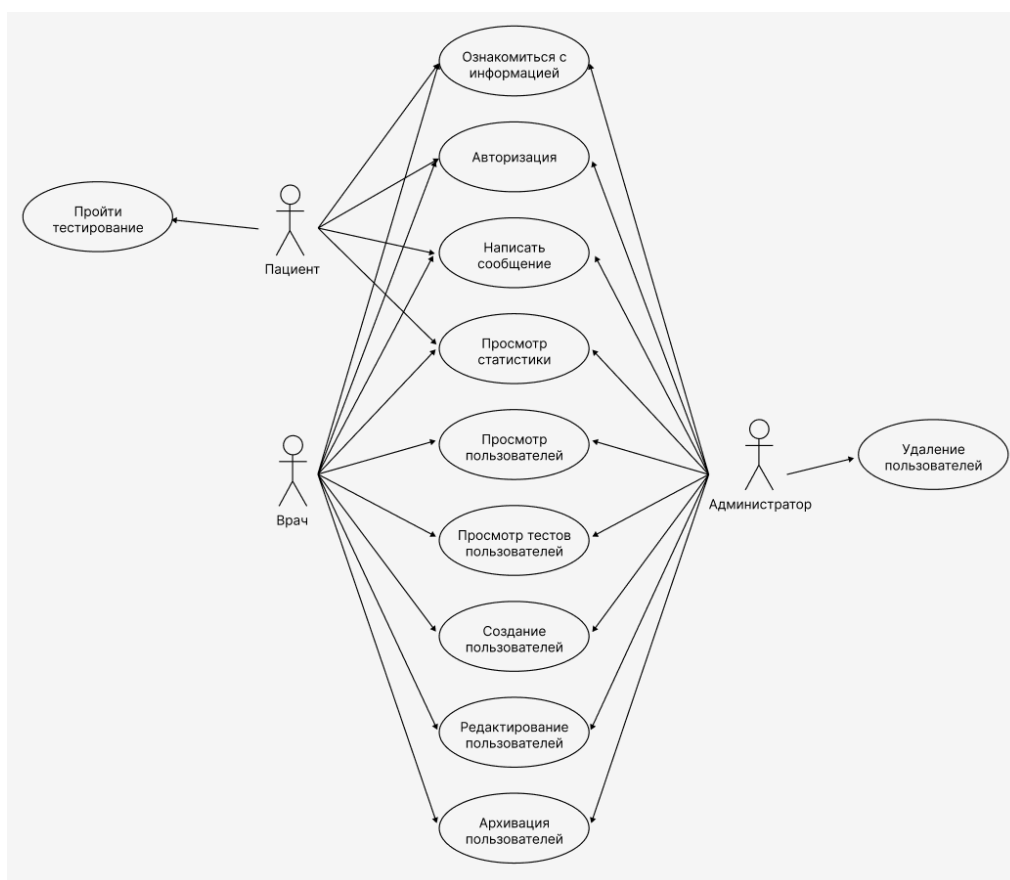 Ознакомиться с
информацией
Авторизация
Пройти
тестирование
Пациент
Написать
сообщение
Просмотр
статистики
Просмотр
пользователей
Врач
Администратор
Удаление
пользователей
Просмотр тестов
пользователей
Создание
пользователей
Редактирование
пользователей
Архивация
пользователей